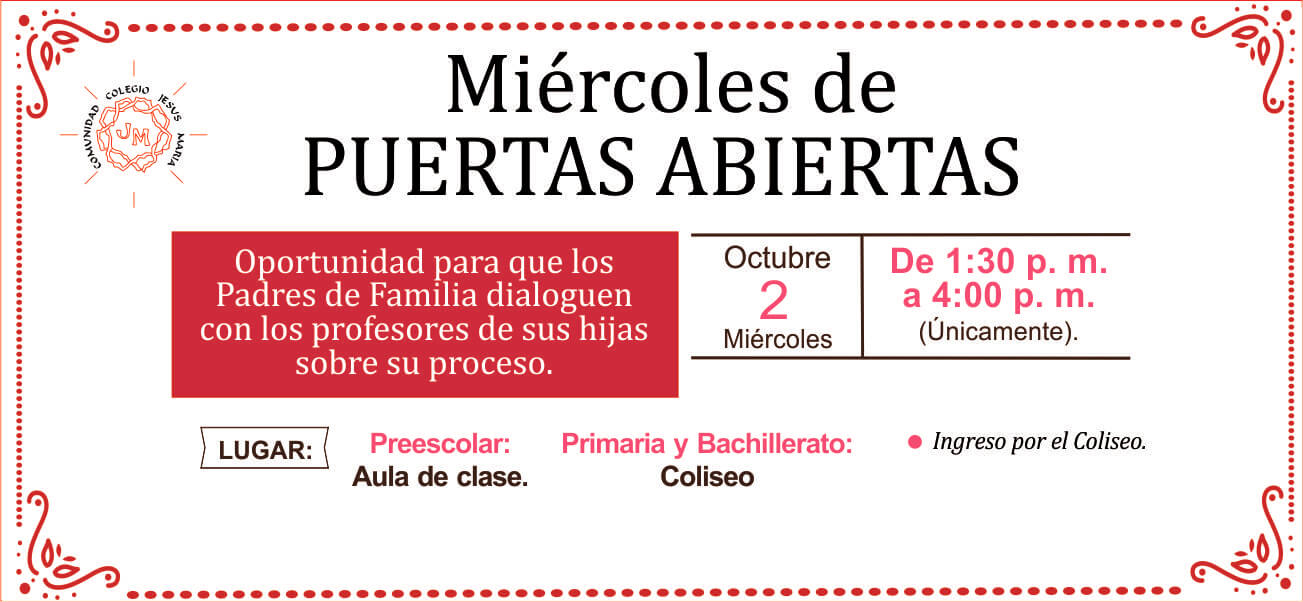 COMUNIDAD COLEGIO JESUS MARIA
JM
Miércoles de
PUERTAS ABIERTAS
Oportunidad para que los
Padres de Familia dialoguen
con los profesores de sus hijas
sobre su proceso.
Octubre
2
Miércoles
De 1:30 p. m.
a 4:00 p. m.
(Únicamente).
LUGAR:
Preescolar:
Aula de clase.
Primaria y Bachillerato:
Coliseo
Ingreso por el Coliseo.